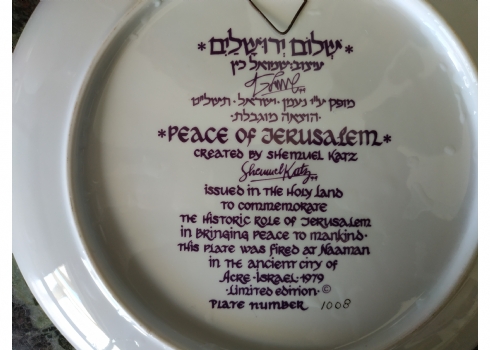 *שלום ירושלים*
עיצוב·שמואל כץ
מופק ע״י נעמן·ישראל·תשל״ט
הוצאה מוגבלת·
*PEACE OF JERUSALEM*
CREATED BY SHEMUEL KATZ
Shemuel Katz
ISSUED IN THE HOLY LAND
TO COMMEMORATE
THE HISTORIC ROLE OF JERUSALEM
IN BRINGING PEACE TO MANKIND·
THIS PLATE WAS FIRED AT NAAMAN
IN THE ANCIENT CITY OF
ACRE·ISRAEL·1979
·LIMITED EDITION·©
PLATE NUMBER 1008